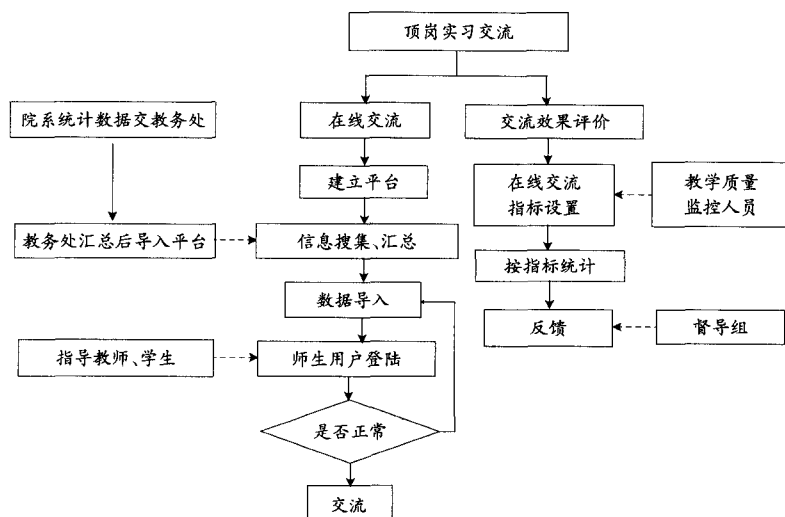 顶岗实习交流
院系统计数据交教务处
在线交流
交流效果评价
建立平台
在线交流
指标设置
教学质量
监控人员
教务处汇总后导入平台
信息搜集、汇总
按指标统计
数据导入
反馈
督导组
指导教师、学生
师生用户登陆
是否正常
交流